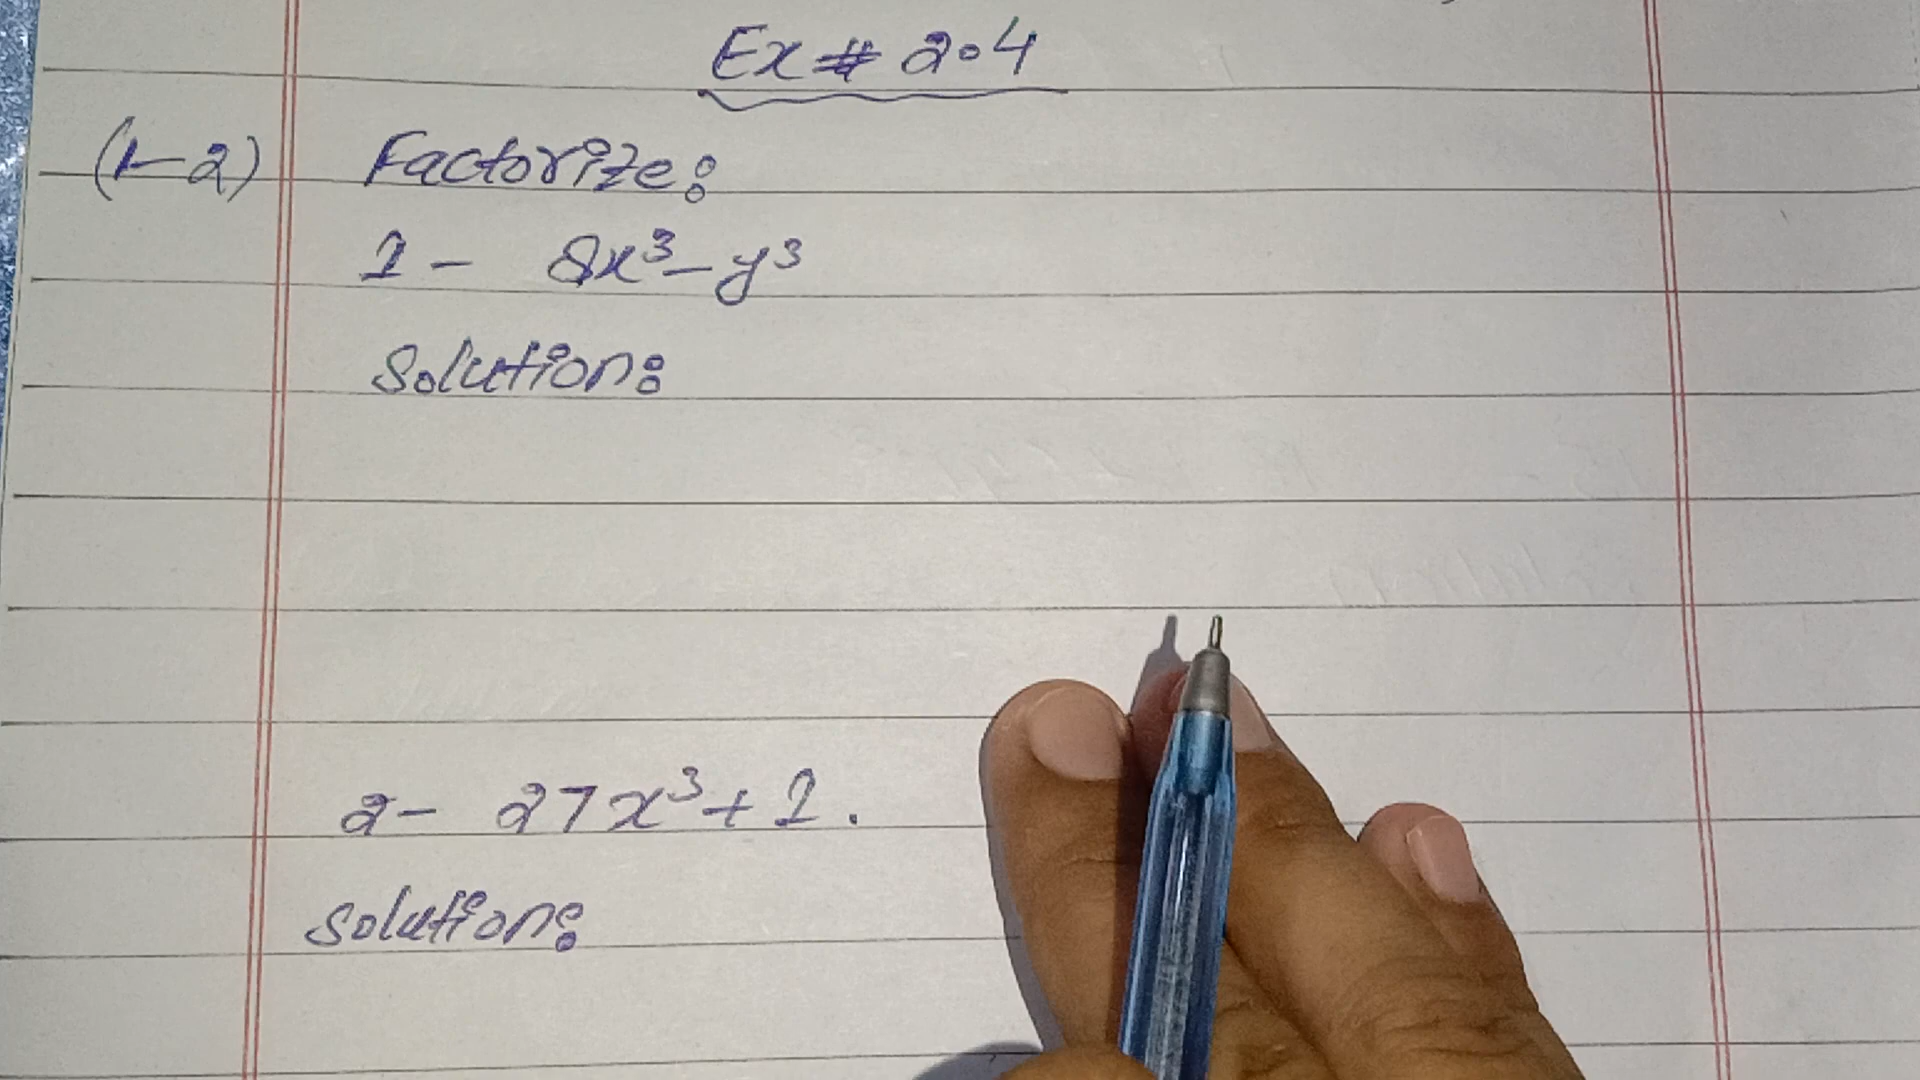 Ex # 2.4
(1-2) Factorize:
1- 8x³-y³
Solution:
2- 27x³+1.
Solution: